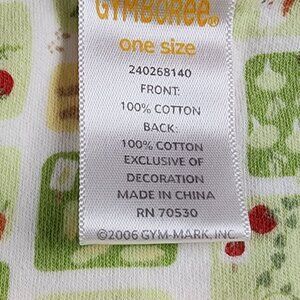 GYMBOREE®
one size
240268140
FRONT:
100% COTTON
BACK:
100% COTTON
EXCLUSIVE OF
DECORATION
MADE IN CHINA
RN 70530
©2006 GYM-MARK, INC.